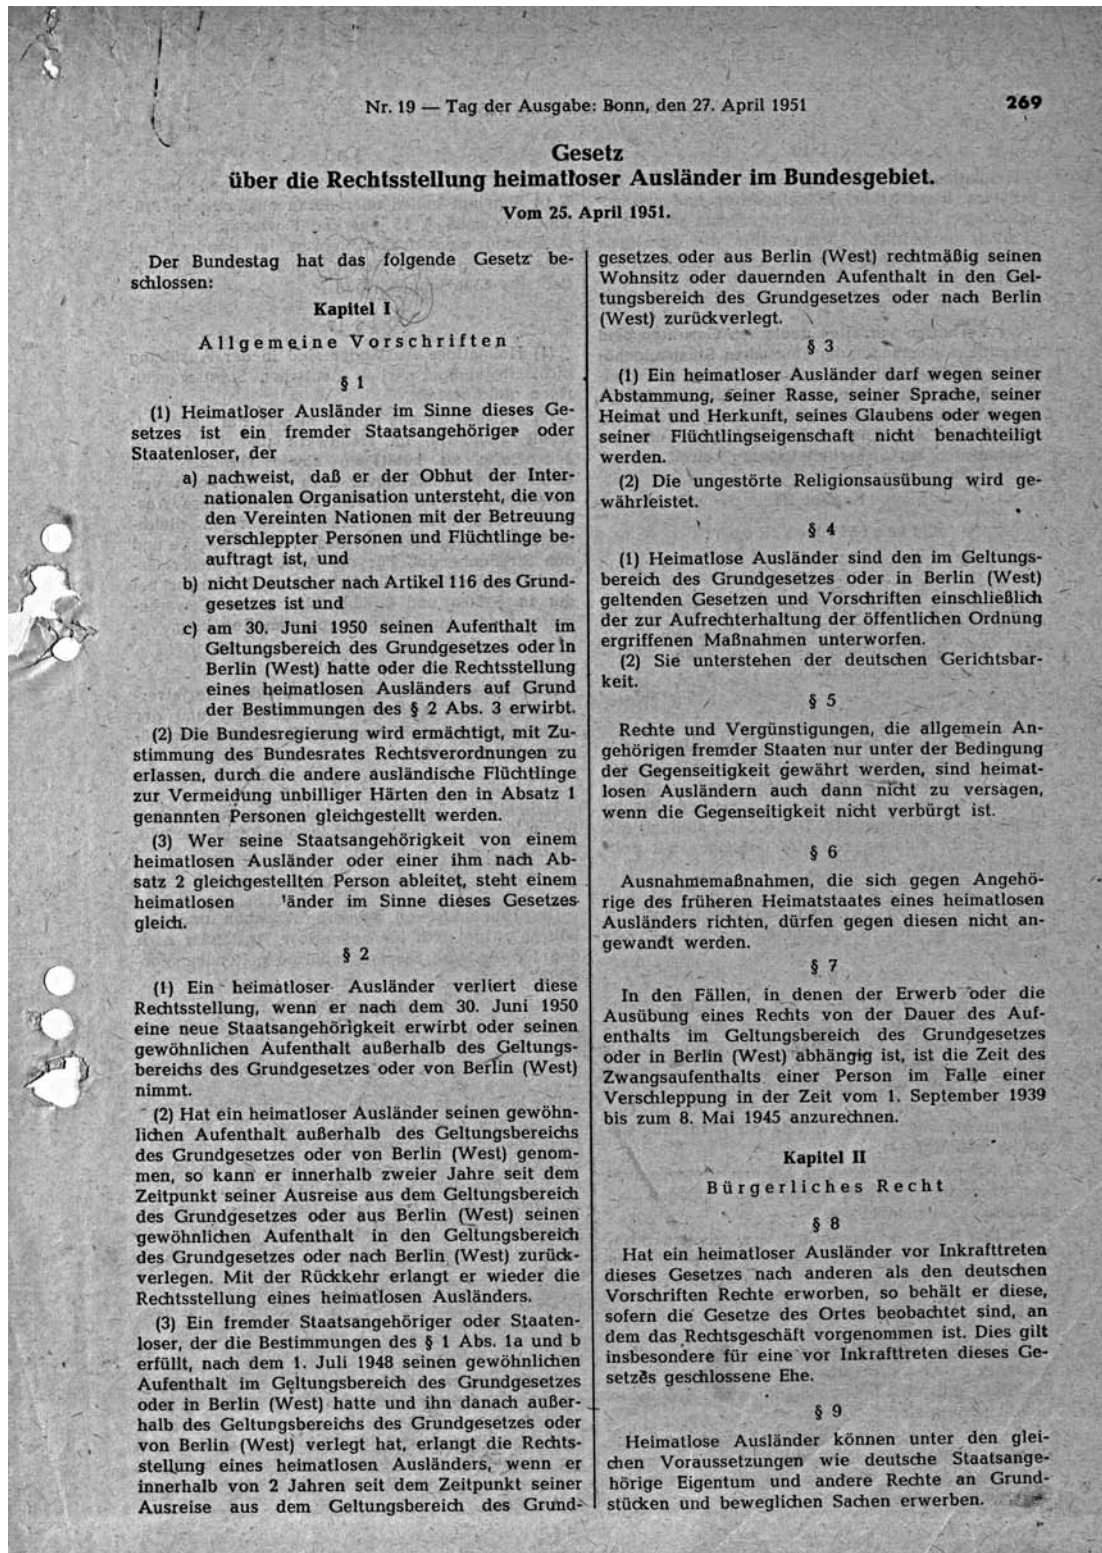 Nr. 19 — Tag der Ausgabe: Bonn, den 27. April 1951
269
Gesetz
über die Rechtsstellung heimatloser Ausländer im Bundesgebiet.
Vom 25. April 1951.
Der Bundestag hat das folgende Gesetz be-
schlossen:
Kapitel I
Allgemeine Vorschriften
§ 1
(1) Heimatloser Ausländer im Sinne dieses Ge-
setzes ist ein fremder Staatsangehöriger oder
Staatenloser, der
a) nachweist, daß er der Obhut der Inter-
nationalen Organisation untersteht, die von
den Vereinten Nationen mit der Betreuung
verschleppter Personen und Flüchtlinge be-
auftragt ist, und
b) nicht Deutscher nach Artikel 116 des Grund-
gesetzes ist und
c) am 30. Juni 1950 seinen Aufenthalt im
Geltungsbereich des Grundgesetzes oder in
Berlin (West) hatte oder die Rechtsstellung
eines heimatlosen Ausländers auf Grund
der Bestimmungen des § 2 Abs. 3 erwirbt.
(2) Die Bundesregierung wird ermächtigt, mit Zu-
stimmung des Bundesrates Rechtsverordnungen zu
erlassen, durch die andere ausländische Flüchtlinge
zur Vermeidung unbilliger Härten den in Absatz 1
genannten Personen gleichgestellt werden.
(3) Wer seine Staatsangehörigkeit von einem
heimatlosen Ausländer oder einer ihm nach Ab-
satz 2 gleichgestellten Person ableitet, steht einem
heimatlosen änder im Sinne dieses Gesetzes
gleich.
§ 2
(1) Ein heimatloser Ausländer verliert diese
Rechtsstellung, wenn er nach dem 30. Juni 1950
eine neue Staatsangehörigkeit erwirbt oder seinen
gewöhnlichen Aufenthalt außerhalb des Geltungs-
bereichs des Grundgesetzes oder von Berlin (West)
nimmt.
(2) Hat ein heimatloser Ausländer seinen gewöhn-
lichen Aufenthalt außerhalb des Geltungsbereichs
des Grundgesetzes oder von Berlin (West) genom-
men, so kann er innerhalb zweier Jahre seit dem
Zeitpunkt seiner Ausreise aus dem Geltungsbereich
des Grundgesetzes oder aus Berlin (West) seinen
gewöhnlichen Aufenthalt in den Geltungsbereich
des Grundgesetzes oder nach Berlin (West) zurück-
verlegen. Mit der Rückkehr erlangt er wieder die
Rechtsstellung eines heimatlosen Ausländers.
(3) Ein fremder Staatsangehöriger oder Staaten-
loser, der die Bestimmungen des § 1 Abs. 1a und b
erfüllt, nach dem 1. Juli 1948 seinen gewöhnlichen
Aufenthalt im Geltungsbereich des Grundgesetzes
oder in Berlin (West) hatte und ihn danach außer-
halb des Geltungsbereichs des Grundgesetzes oder
von Berlin (West) verlegt hat, erlangt die Rechts-
stellung eines heimatlosen Ausländers, wenn er
innerhalb von 2 Jahren seit dem Zeitpunkt seiner
Ausreise aus dem Geltungsbereich des Grund-
gesetzes oder aus Berlin (West) rechtmäßig seinen
Wohnsitz oder dauernden Aufenthalt in den Gel-
tungsbereich des Grundgesetzes oder nach Berlin
(West) zurückverlegt.
§ 3
(1) Ein heimatloser Ausländer darf wegen seiner
Abstammung, seiner Rasse, seiner Sprache, seiner
Heimat und Herkunft, seines Glaubens oder wegen
seiner Flüchtlingseigenschaft nicht benachteiligt
werden.
(2) Die ungestörte Religionsausübung wird ge-
währleistet.
§ 4
(1) Heimatlose Ausländer sind den im Geltungs-
bereich des Grundgesetzes oder in Berlin (West)
geltenden Gesetzen und Vorschriften einschließlich
der zur Aufrechterhaltung der öffentlichen Ordnung
ergriffenen Maßnahmen unterworfen.
(2) Sie unterstehen der deutschen Gerichtsbar-
keit.
§ 5
Rechte und Vergünstigungen, die allgemein An-
gehörigen fremder Staaten nur unter der Bedingung
der Gegenseitigkeit gewährt werden, sind heimat-
losen Ausländern auch dann nicht zu versagen,
wenn die Gegenseitigkeit nicht verbürgt ist.
§ 6
Ausnahmemaßnahmen, die sich gegen Angehö-
rige des früheren Heimatstaates eines heimatlosen
Ausländers richten, dürfen gegen diesen nicht an-
gewandt werden.
§ 7
In den Fällen, in denen der Erwerb oder die
Ausübung eines Rechts von der Dauer des Auf-
enthalts im Geltungsbereich des Grundgesetzes
oder in Berlin (West) abhängig ist, ist die Zeit des
Zwangsaufenthalts einer Person im Falle einer
Verschleppung in der Zeit vom 1. September 1939
bis zum 8. Mai 1945 anzurechnen.
Kapitel II
Bürgerliches Recht
§ 8
Hat ein heimatloser Ausländer vor Inkrafttreten
dieses Gesetzes nach anderen als den deutschen
Vorschriften Rechte erworben, so behält er diese,
sofern die Gesetze des Ortes beobachtet sind, an
dem das Rechtsgeschäft vorgenommen ist. Dies gilt
insbesondere für eine vor Inkrafttreten dieses Ge-
setzes geschlossene Ehe.
§ 9
Heimatlose Ausländer können unter den glei-
chen Voraussetzungen wie deutsche Staatsange-
hörige Eigentum und andere Rechte an Grund-
stücken und beweglichen Sachen erwerben.